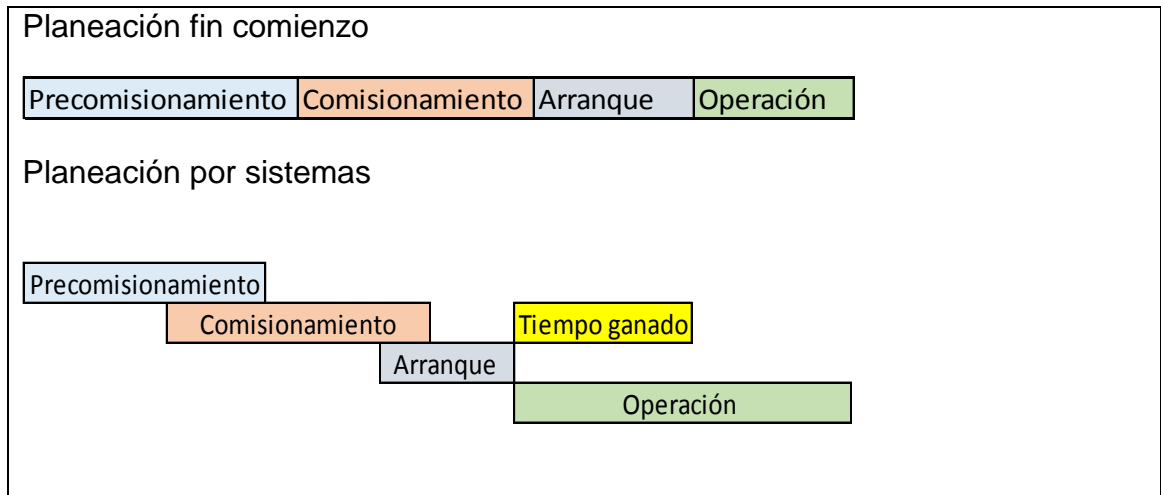 Planeación fin comienzo
Precomisionamiento Comisionamiento Arranque Operación
Planeación por sistemas
Precomisionamiento
Comisionamiento Tiempo ganado
Arranque
Operación